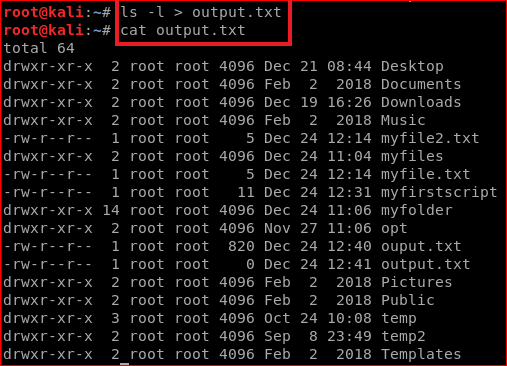 root@kali:~# ls -l > output.txt
root@kali:~# cat output.txt
total 64
drwxr-xr-x  2 root root 4096 Dec 21 08:44 Desktop
drwxr-xr-x  2 root root 4096 Feb  2  2018 Documents
drwxr-xr-x  2 root root 4096 Dec 19 16:26 Downloads
drwxr-xr-x  2 root root 4096 Feb  2  2018 Music
-rw-r--r--  1 root root    5 Dec 24 12:14 myfile2.txt
drwxr-xr-x  2 root root 4096 Dec 24 11:04 myfiles
-rw-r--r--  1 root root    5 Dec 24 12:14 myfile.txt
-rw-r--r--  1 root root   11 Dec 24 12:31 myfirstscript
drwxr-xr-x 14 root root 4096 Dec 24 11:06 myfolder
drwxr-xr-x  2 root root 4096 Nov 27 11:06 opt
-rw-r--r--  1 root root  820 Dec 24 12:40 ouput.txt
-rw-r--r--  1 root root    0 Dec 24 12:41 output.txt
drwxr-xr-x  2 root root 4096 Feb  2  2018 Pictures
drwxr-xr-x  2 root root 4096 Feb  2  2018 Public
drwxr-xr-x  3 root root 4096 Oct 24 10:08 temp
drwxr-xr-x  2 root root 4096 Sep  8 23:49 temp2
drwxr-xr-x  2 root root 4096 Feb  2  2018 Templates